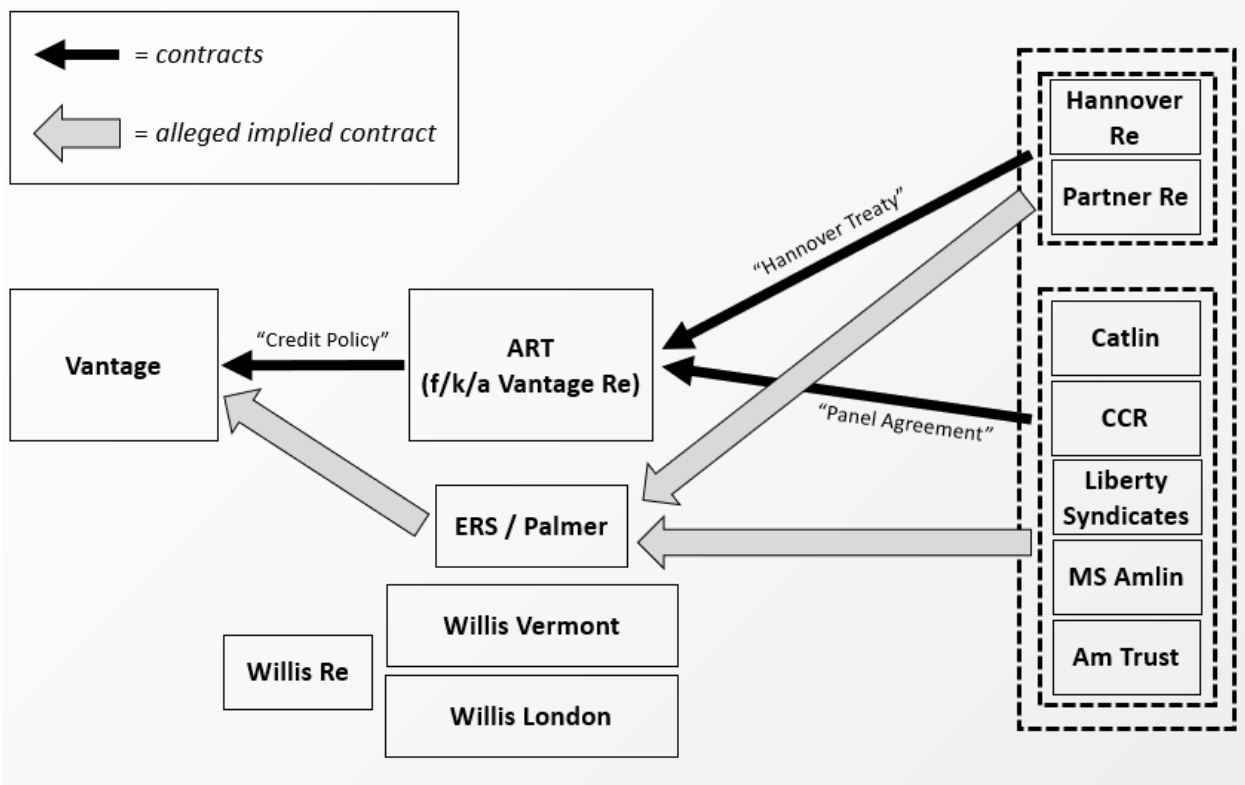 = contracts
= alleged implied contract
Hannover
Re
Partner Re
"Hannover Treaty"
Vantage
"Credit Policy"
ART
(f/k/a Vantage Re)
Catlin
"Panel Agreement"
CCR
Liberty
Syndicates
ERS / Palmer
MS Amlin
Willis Vermont
Am Trust
Willis Re
Willis London